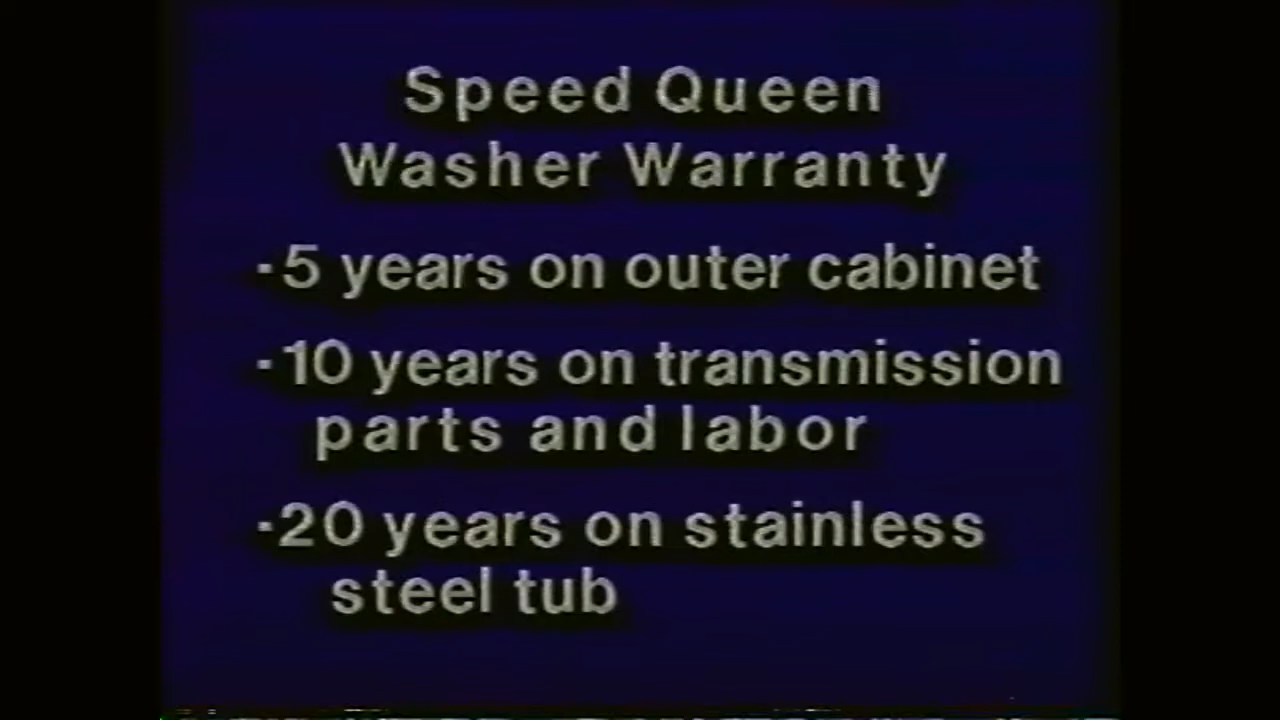 Speed Queen
Washer Warranty
-5 years on outer cabinet
-10 years on transmission
parts and labor
-20 years on stainless
steel tub